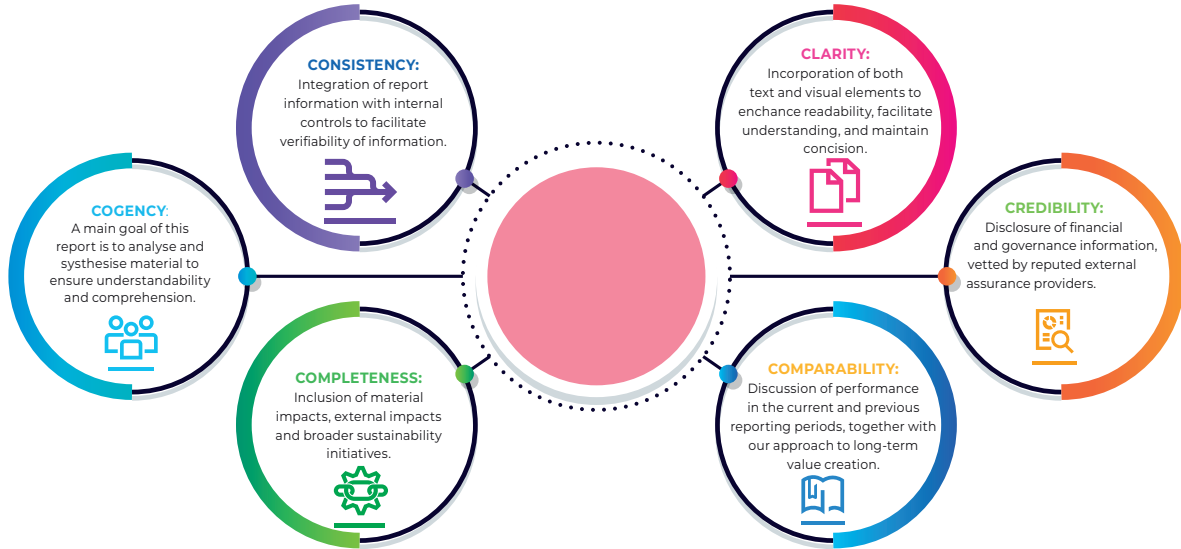 CONSISTENCY:
Integration of report
information with internal
controls to facilitate
verifiability of information.
CLARITY:
Incorporation of both
text and visual elements to
enchance readability, facilitate
understanding, and maintain
concision.
COGENCY:
A main goal of this
report is to analyse and
systhesise material to
ensure understandability
and comprehension.
CREDIBILITY:
Disclosure of financial
and governance information,
vetted by reputed external
assurance providers.
COMPLETENESS:
Inclusion of material
impacts, external impacts
and broader sustainability
initiatives.
COMPARABILITY:
Discussion of performance
in the current and previous
reporting periods, together with
our approach to long-term
value creation.